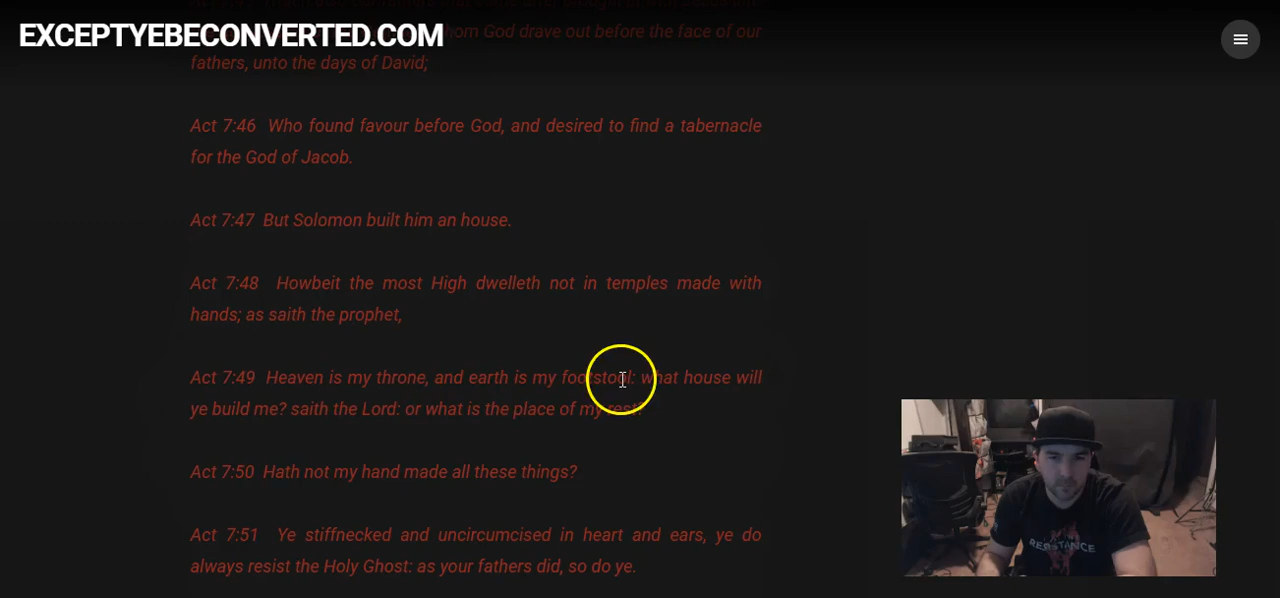 EXCEPTYEBECONVERTED.COM
hom God drave out before the face of our
fathers, unto the days of David;
Act 7:46 Who found favour before God, and desired to find a tabernacle
for the God of Jacob.
Act 7:47 But Solomon built him an house.
Act 7:48 Howbeit the most High dwelleth not in temples made with
hands; as saith the prophet,
Act 7:49 Heaven is my throne, and earth is my footstool: what house will
ye build me? saith the Lord: or what is the place of my rest?
Act 7:50 Hath not my hand made all these things?
Act 7:51 Ye stiffnecked and uncircumcised in heart and ears, ye do
always resist the Holy Ghost: as your fathers did, so do ye.
RESISTANCE